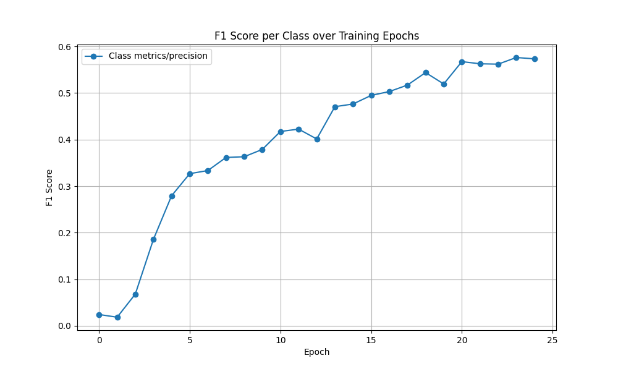 F1 Score per Class over Training Epochs
Class metrics/precision
F1 Score
0.6
0.5
0.4
0.3
0.2
0.1
0.0
0 5 10 15 20 25
Epoch